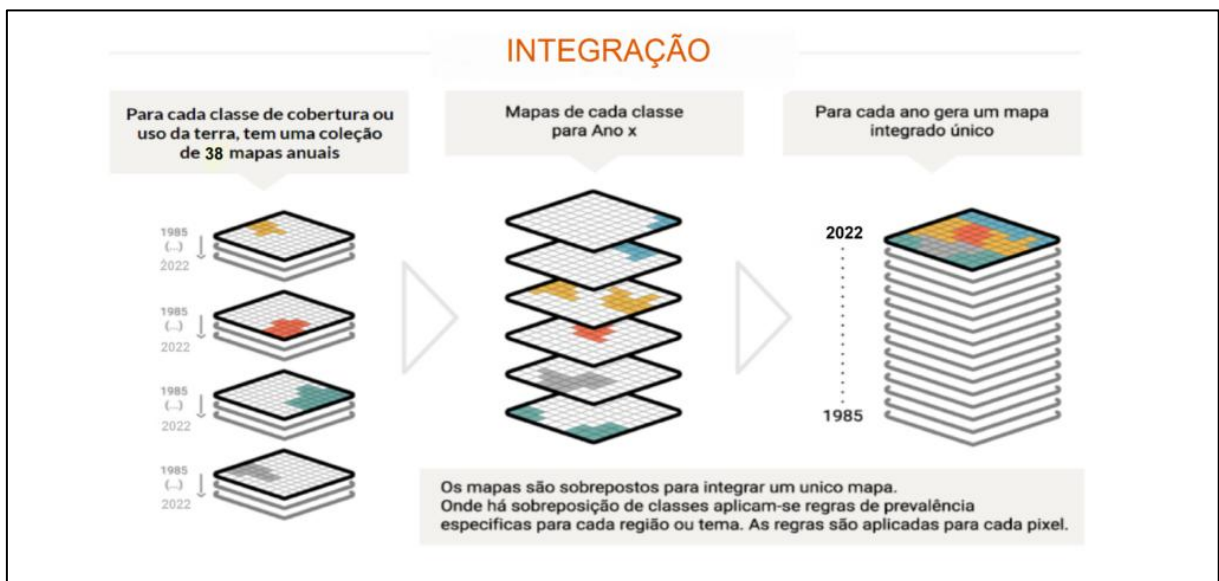 INTEGRAÇÃO
Para cada classe de cobertura ou
uso da terra, tem uma coleção
de 38 mapas anuais
Mapas de cada classe
para Ano x
Para cada ano gera um mapa
integrado único
1985
(...)
2022
1985
(...)
2022
1985
(...)
2022
1985
(...)
2022
2022
1985
Os mapas são sobrepostos para integrar um unico mapa.
Onde há sobreposição de classes aplicam-se regras de prevalência
especificas para cada região ou tema. As regras são aplicadas para cada pixel.